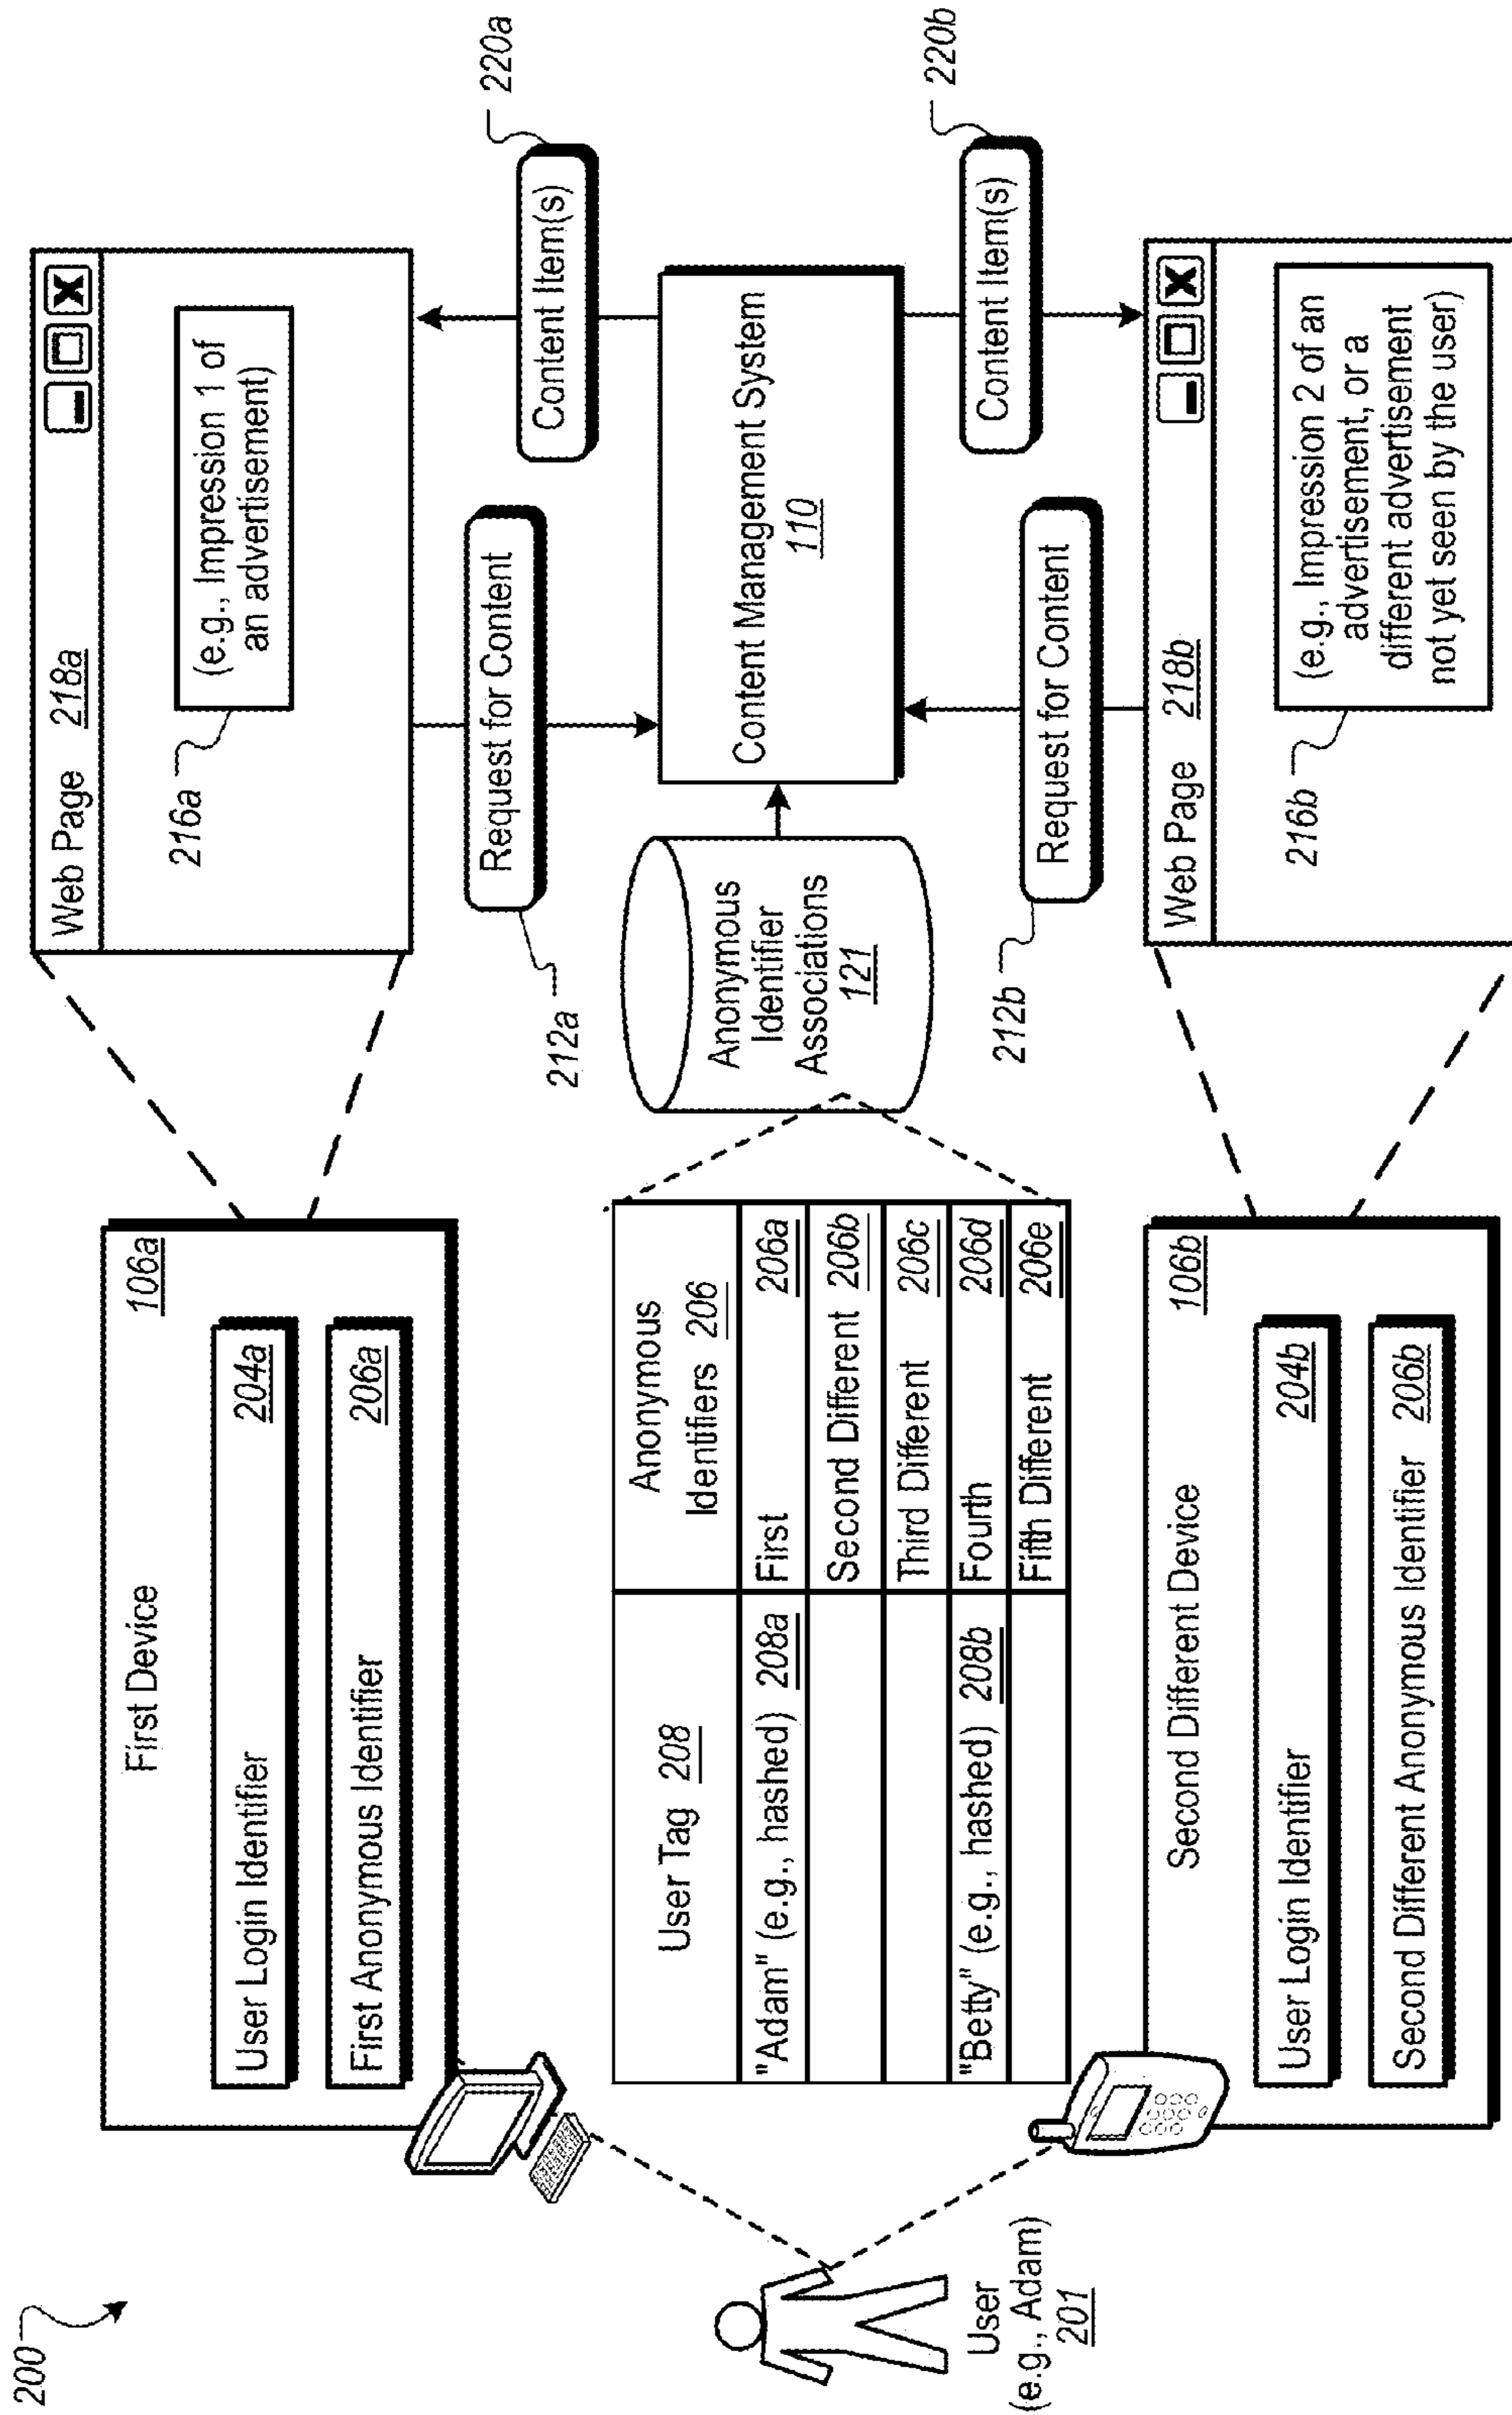 200
First Device
106a
User Login Identifier 204a
First Anonymous Identifier 206a
Web Page 218a
216a
(e.g., Impression 1 of
an advertisement)
Request for Content
212a
Content Item(s)
220a
User
(e.g., Adam)
201
User Tag 208
Anonymous
Identifiers 206
"Adam" (e.g., hashed) 208a
First 206a
Second Different 206b
Third Different 206c
"Betty" (e.g., hashed) 208b
Fourth 206d
Fifth Different 206e
Anonymous
Identifier
Associations
121
Content Management System
110
Request for Content
212b
Content Item(s)
220b
Second Different Device
106b
User Login Identifier 204b
Second Different Anonymous Identifier 206b
Web Page 218b
216b
(e.g., Impression 2 of an
advertisement, or a
different advertisement
not yet seen by the user)